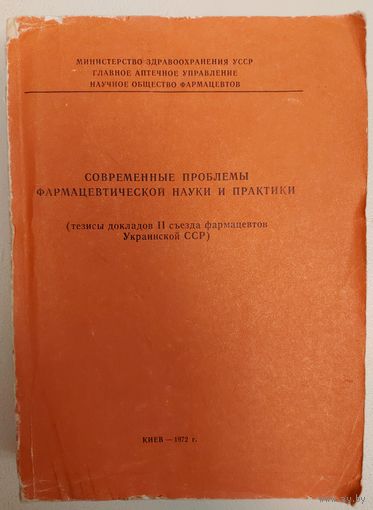 МИНИСТЕРСТВО ЗДРАВООХРАНЕНИЯ УССР
ГЛАВНОЕ АПТЕЧНОЕ УПРАВЛЕНИЕ
НАУЧНОЕ ОБЩЕСТВО ФАРМАЦЕВТОВ
СОВРЕМЕННЫЕ ПРОБЛЕМЫ
ФАРМАЦЕВТИЧЕСКОЙ НАУКИ И ПРАКТИКИ
(тезисы докладов II съезда фармацевтов
Украинской ССР)
КИЕВ — 1972 г.